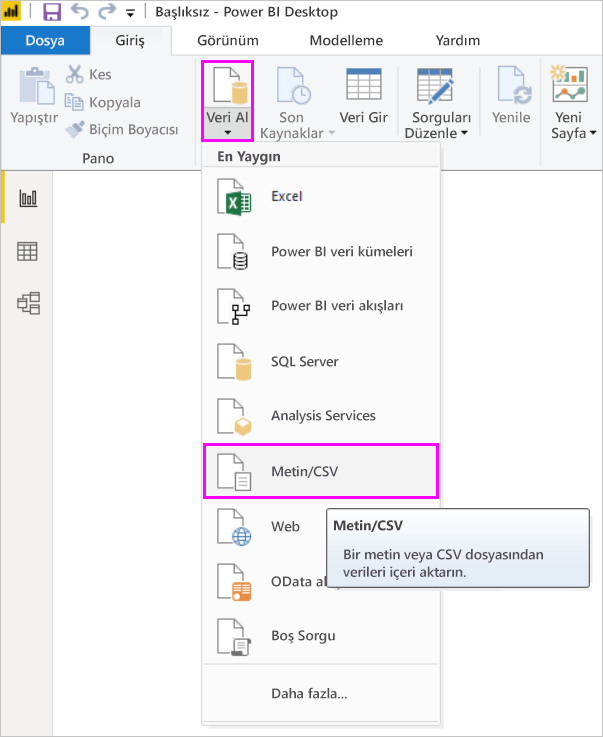 Başlıksız - Power BI Desktop
Dosya
Giriş
Görünüm
Modelleme
Yardım
Yapıştır
Kes
Kopyala
Biçim Boyacısı
Pano
Veri Al
Son
Kaynaklar
Veri Gir
Sorguları
Düzenle
Yenile
Yeni
Sayfa
En Yaygın
Excel
Power BI veri kümeleri
Power BI veri akışları
SQL Server
Analysis Services
Metin/CSV
Web
Metin/CSV
Bir metin veya CSV dosyasından
verileri içeri aktarın.
OData
Boş Sorgu
Daha fazla...